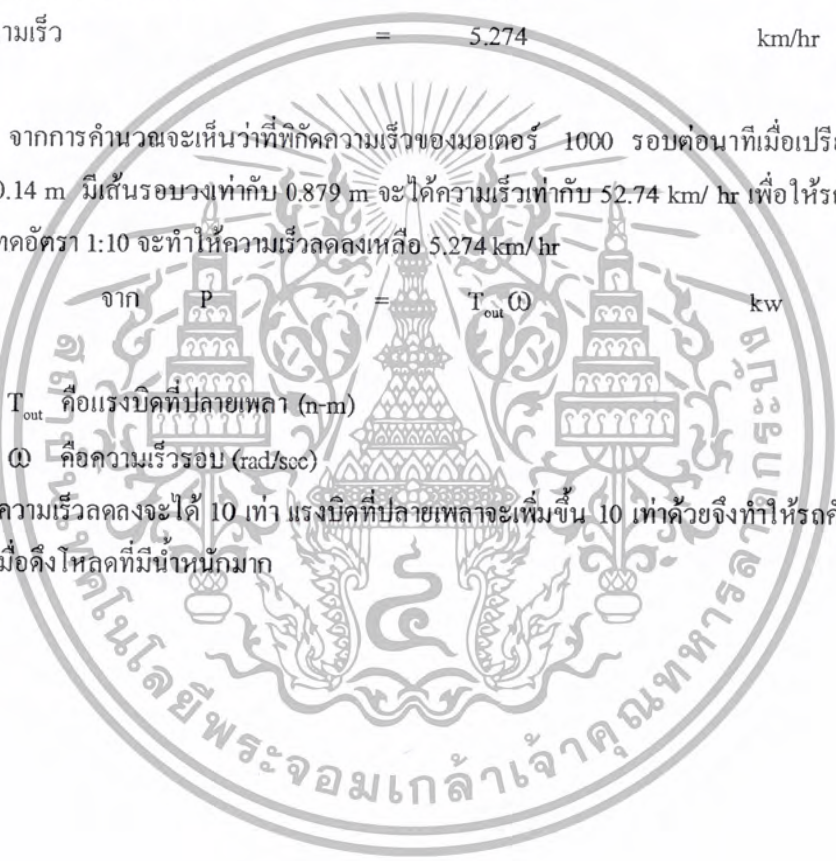 ามเร็ว = 5.274 km/hr
จากการคำนวณจะเห็นว่าที่พิกัดความเร็วของมอเตอร์ 1000 รอบต่อนาทีเมื่อเปรีย
0.14 m มีเส้นรอบวงเท่ากับ 0.879 m จะได้ความเร็วเท่ากับ 52.74 km/ hr เพื่อให้รถ
ทดอัตรา 1:10 จะทำให้ความเร็วลดลงเหลือ 5.274 km/ hr
จาก P = T_out ω kw
T_out คือแรงบิดที่ปลายเพลา (n-m)
ω คือความเร็วรอบ (rad/sec)
ความเร็วลดลงจะได้ 10 เท่า แรงบิดที่ปลายเพลาจะเพิ่มขึ้น 10 เท่าด้วยจึงทำให้รถ
มื่อดึงโหลดที่มีน้ำหนักมาก
สถาบันเทคโนโลยีพระจอมเกล้าเจ้าคุณทหารลาดกระบัง